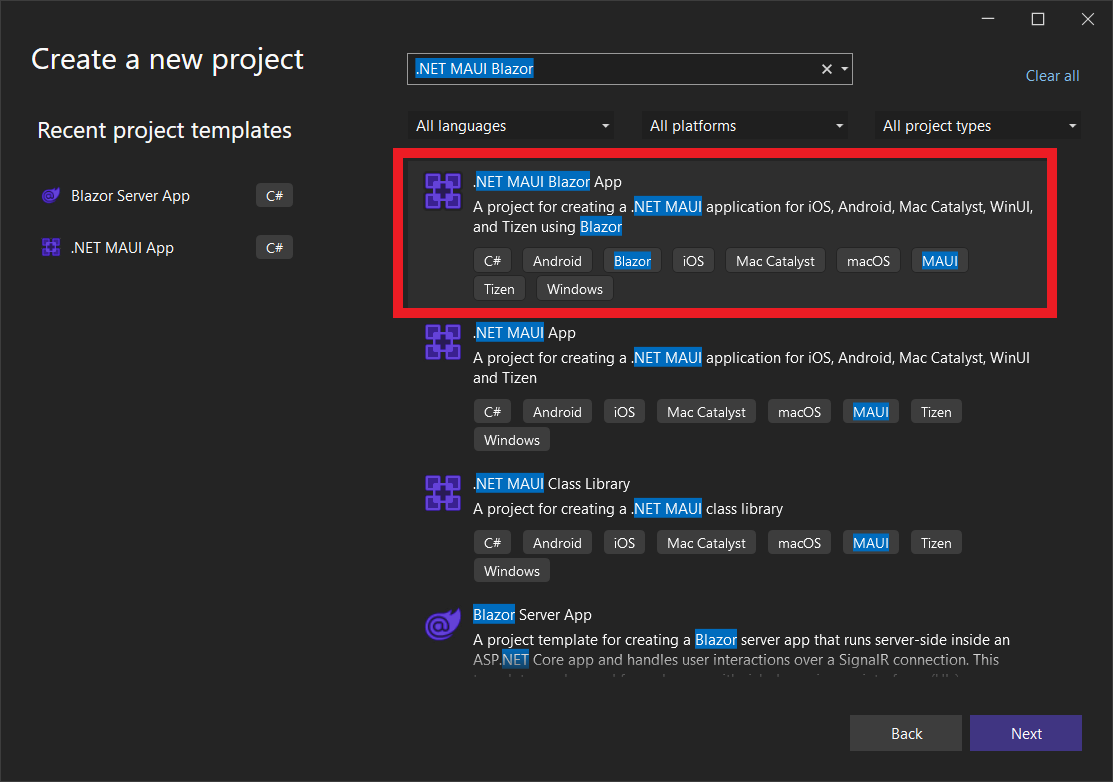 Create a new project
.NET MAUI Blazor
Clear all
Recent project templates
All languages
All platforms
All project types
Blazor Server App
C#
.NET MAUI App
C#
.NET MAUI Blazor App
A project for creating a .NET MAUI application for iOS, Android, Mac Catalyst, WinUI,
and Tizen using Blazor
C# Android Blazor iOS Mac Catalyst macOS MAUI
Tizen Windows
.NET MAUI App
A project for creating a .NET MAUI application for iOS, Android, Mac Catalyst, WinUI
and Tizen
C# Android iOS Mac Catalyst macOS MAUI Tizen
Windows
.NET MAUI Class Library
A project for creating a .NET MAUI class library
C# Android iOS Mac Catalyst macOS MAUI Tizen
Windows
Blazor Server App
A project template for creating a Blazor server app that runs server-side inside an
ASP.NET Core app and handles user interactions over a SignalR connection. This
Back
Next